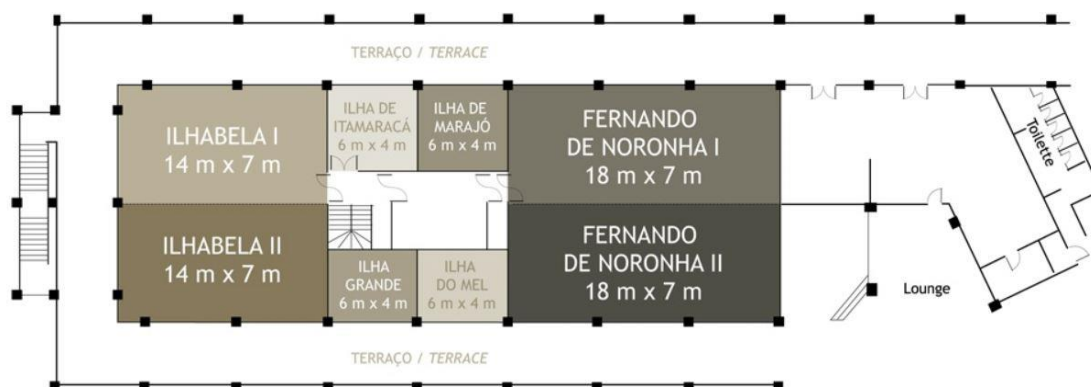 TERRAÇO / TERRACE
ILHABELA I
14 m x 7 m
ILHA DE
ITAMARACÁ
6 m x 4 m
ILHA DE
MARAJÓ
6 m x 4 m
FERNANDO
DE NORONHA I
18 m x 7 m
Toilette
ILHABELA II
14 m x 7 m
ILHA
GRANDE
6 m x 4 m
ILHA
DO MEL
6 m x 4 m
FERNANDO
DE NORONHA II
18 m x 7 m
Lounge
TERRAÇO / TERRACE